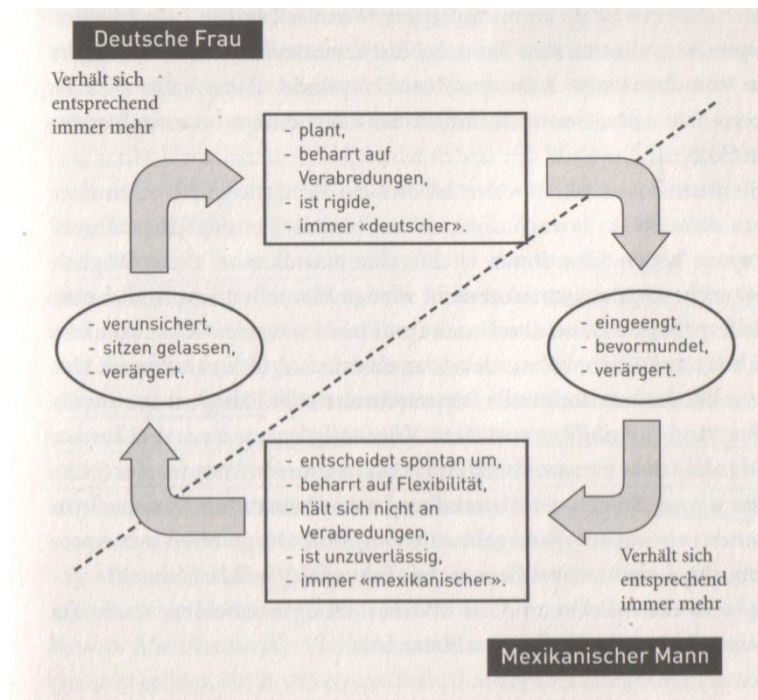 Deutsche Frau
Verhält sich
entsprechend
immer mehr
- plant,
- beharrt auf
Verabredungen,
- ist rigide,
- immer «deutscher».
- verunsichert,
- sitzen gelassen,
- verärgert.
- eingeengt,
- bevormundet,
- verärgert.
- entscheidet spontan um,
- beharrt auf Flexibilität,
- hält sich nicht an
Verabredungen,
- ist unzuverlässig,
- immer «mexikanischer».
Verhält sich
entsprechend
immer mehr
Mexikanischer Mann